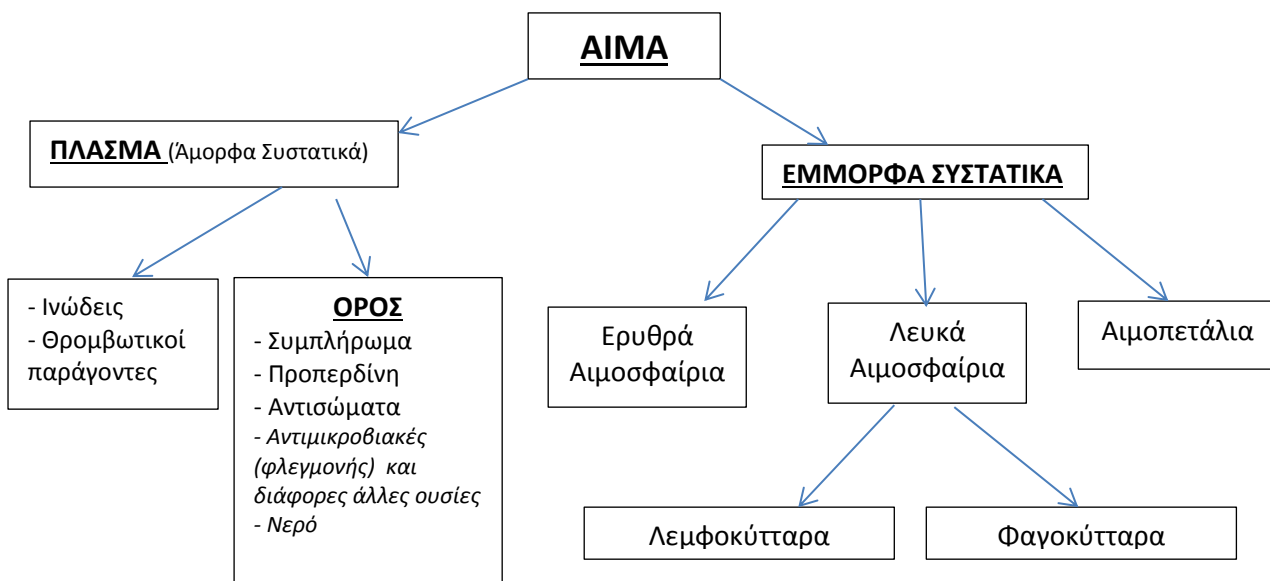 ΑΙΜΑ
ΠΛΑΣΜΑ (Άμορφα Συστατικά)
ΕΜΜΟΡΦΑ ΣΥΣΤΑΤΙΚΑ
- Ινώδεις
- Θρομβωτικοί
παράγοντες
ΟΡΟΣ
- Συμπλήρωμα
- Προπερδίνη
- Αντισώματα
- Αντιμικροβιακές
(φλεγμονής) και
διάφορες άλλες ουσίες
- Νερό
Ερυθρά
Αιμοσφαίρια
Λευκά
Αιμοσφαίρια
Αιμοπετάλια
Λεμφοκύτταρα
Φαγοκύτταρα